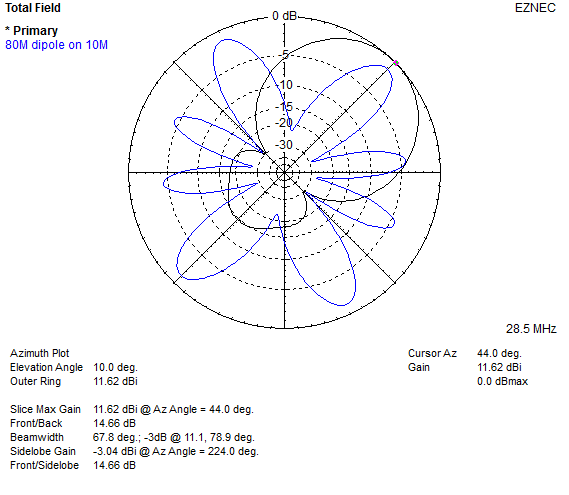 Total Field
EZNEC
* Primary
80M dipole on 10M
0 dB
-5
-10
-15
-20
-30
28.5 MHz
Azimuth Plot
Elevation Angle 10.0 deg.
Outer Ring 11.62 dBi
Cursor Az 44.0 deg.
Gain 11.62 dBi
0.0 dBmax
Slice Max Gain 11.62 dBi @ Az Angle = 44.0 deg.
Front/Back 14.66 dB
Beamwidth 67.8 deg.; -3dB @ 11.1, 78.9 deg.
Sidelobe Gain -3.04 dBi @ Az Angle = 224.0 deg.
Front/Sidelobe 14.66 dB